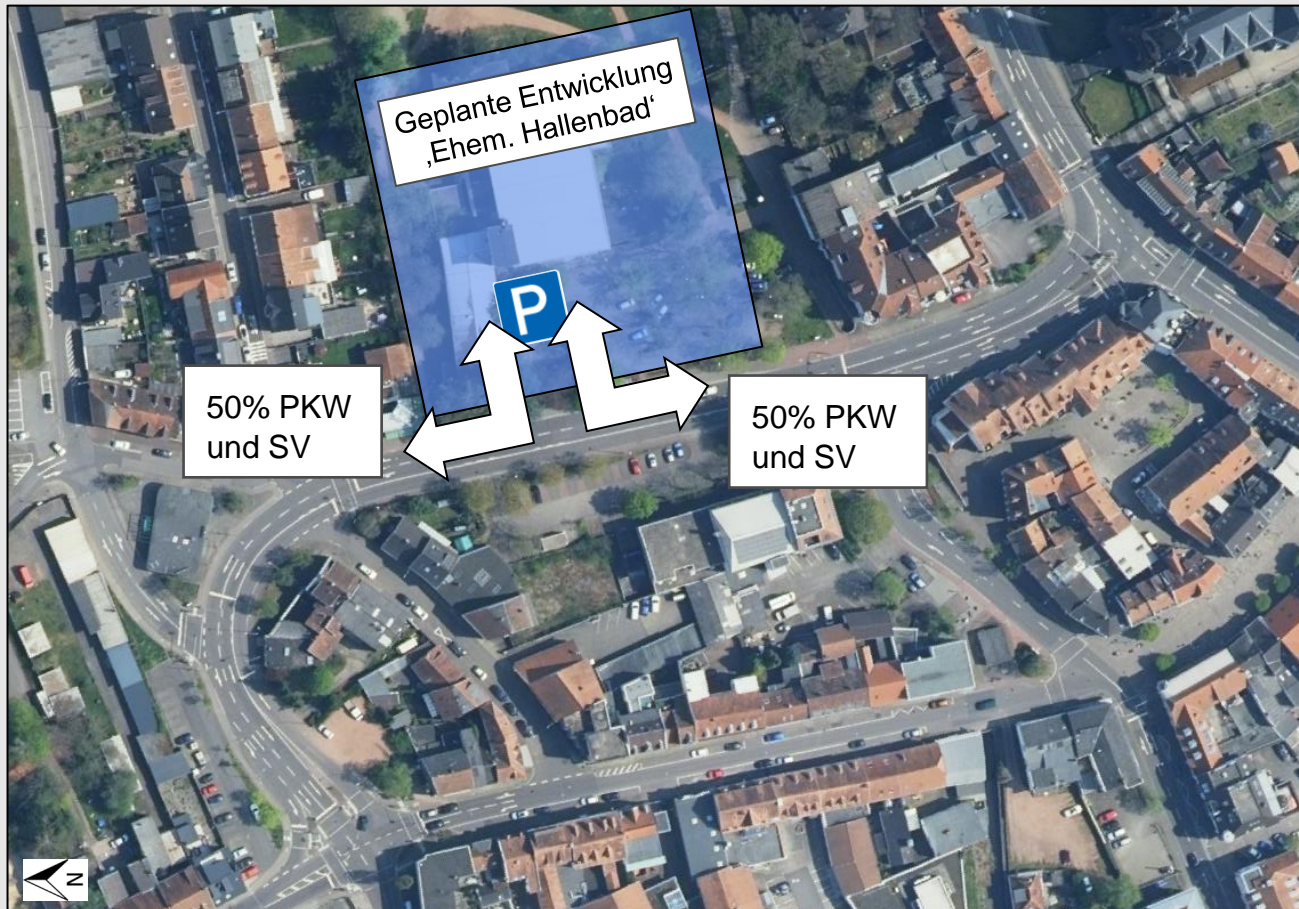 Geplante Entwicklung
‚Ehem. Hallenbad‘
P
50% PKW
und SV
50% PKW
und SV
N